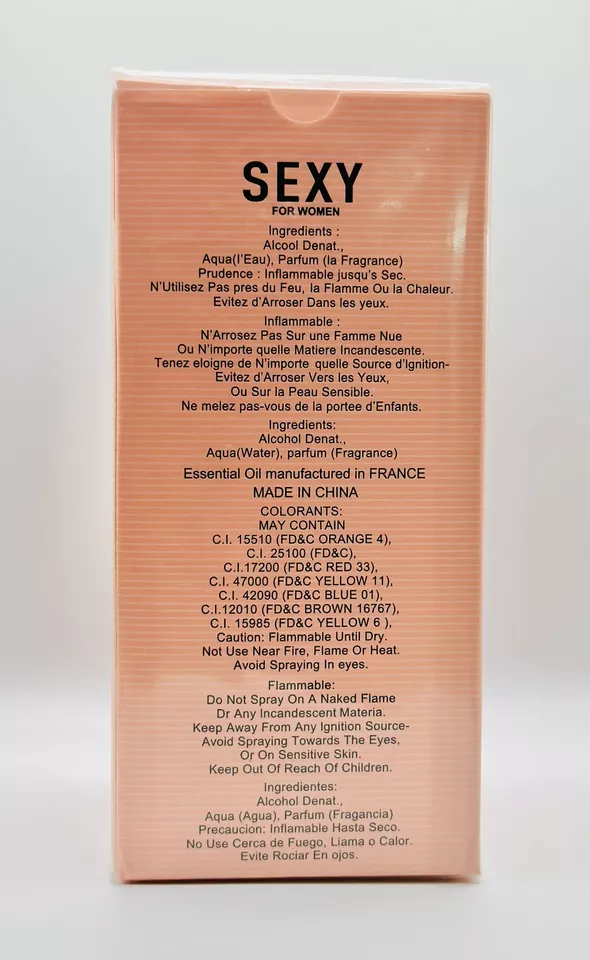 SEXY
FOR WOMEN
Ingredients :
Alcool Denat.,
Aqua(l'Eau), Parfum (la Fragrance)
Prudence : Inflammable jusqu's Sec.
N'Utilisez Pas pres du Feu, la Flamme Ou la Chaleur.
Evitez d'Arroser Dans les yeux.
Inflammable :
N'Arrosez Pas Sur une Famme Nue
Ou N'importe quelle Matiere Incandescente.
Tenez eloigne de N'importe quelle Source d'Ignition-
Evitez d'Arroser Vers les Yeux,
Ou Sur la Peau Sensible.
Ne melez pas-vous de la portee d'Enfants.
Ingredients:
Alcohol Denat.,
Aqua(Water), parfum (Fragrance)
Essential Oil manufactured in FRANCE
MADE IN CHINA
COLORANTS:
MAY CONTAIN
C.I. 15510 (FD&C ORANGE 4),
C.I. 25100 (FD&C),
C.I.17200 (FD&C RED 33),
C.I. 47000 (FD&C YELLOW 11),
C.I. 42090 (FD&C BLUE 01),
C.I.12010 (FD&C BROWN 16767),
C.I. 15985 (FD&C YELLOW 6 ),
Caution: Flammable Until Dry.
Not Use Near Fire, Flame Or Heat.
Avoid Spraying In eyes.
Flammable:
Do Not Spray On A Naked Flame
Dr Any Incandescent Materia.
Keep Away From Any Ignition Source-
Avoid Spraying Towards The Eyes,
Or On Sensitive Skin.
Keep Out Of Reach Of Children.
Ingredientes:
Alcohol Denat.,
Aqua (Agua), Parfum (Fragancia)
Precaucion: Inflamable Hasta Seco.
No Use Cerca de Fuego, Liama o Calor.
Evite Rociar En ojos.